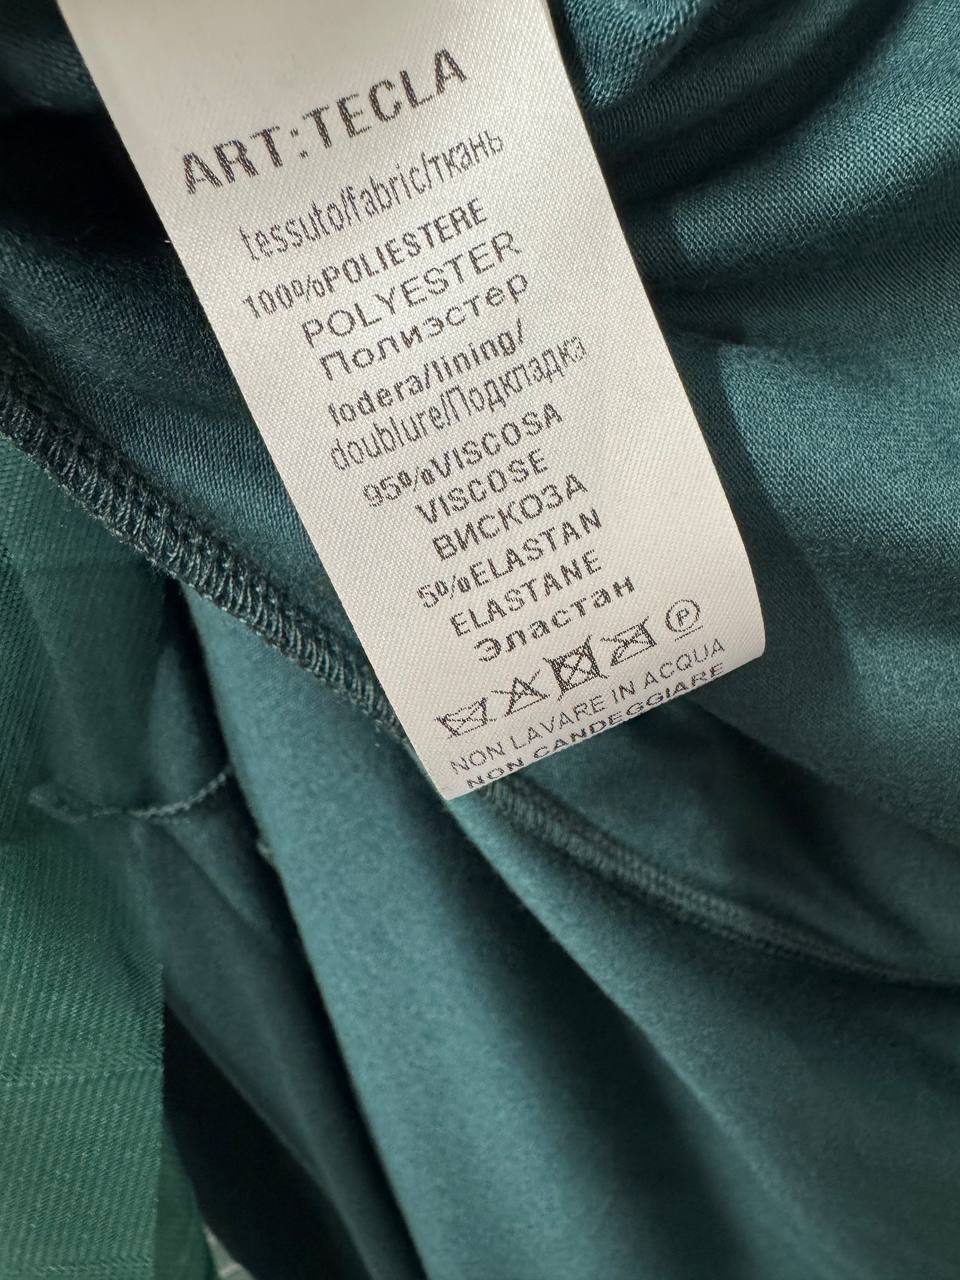 ART:TECLA
tessuto/fabric/ткань
100%POLIESTERE
POLYESTER
Полиэстер
fodera/lining/
doublure/Подкладка
95%VISCOSA
VISCOSE
ВИСКОЗА
5%ELASTAN
ELASTANE
Эластан
P
NON LAVARE IN ACQUA
NON CANDEGGIARE